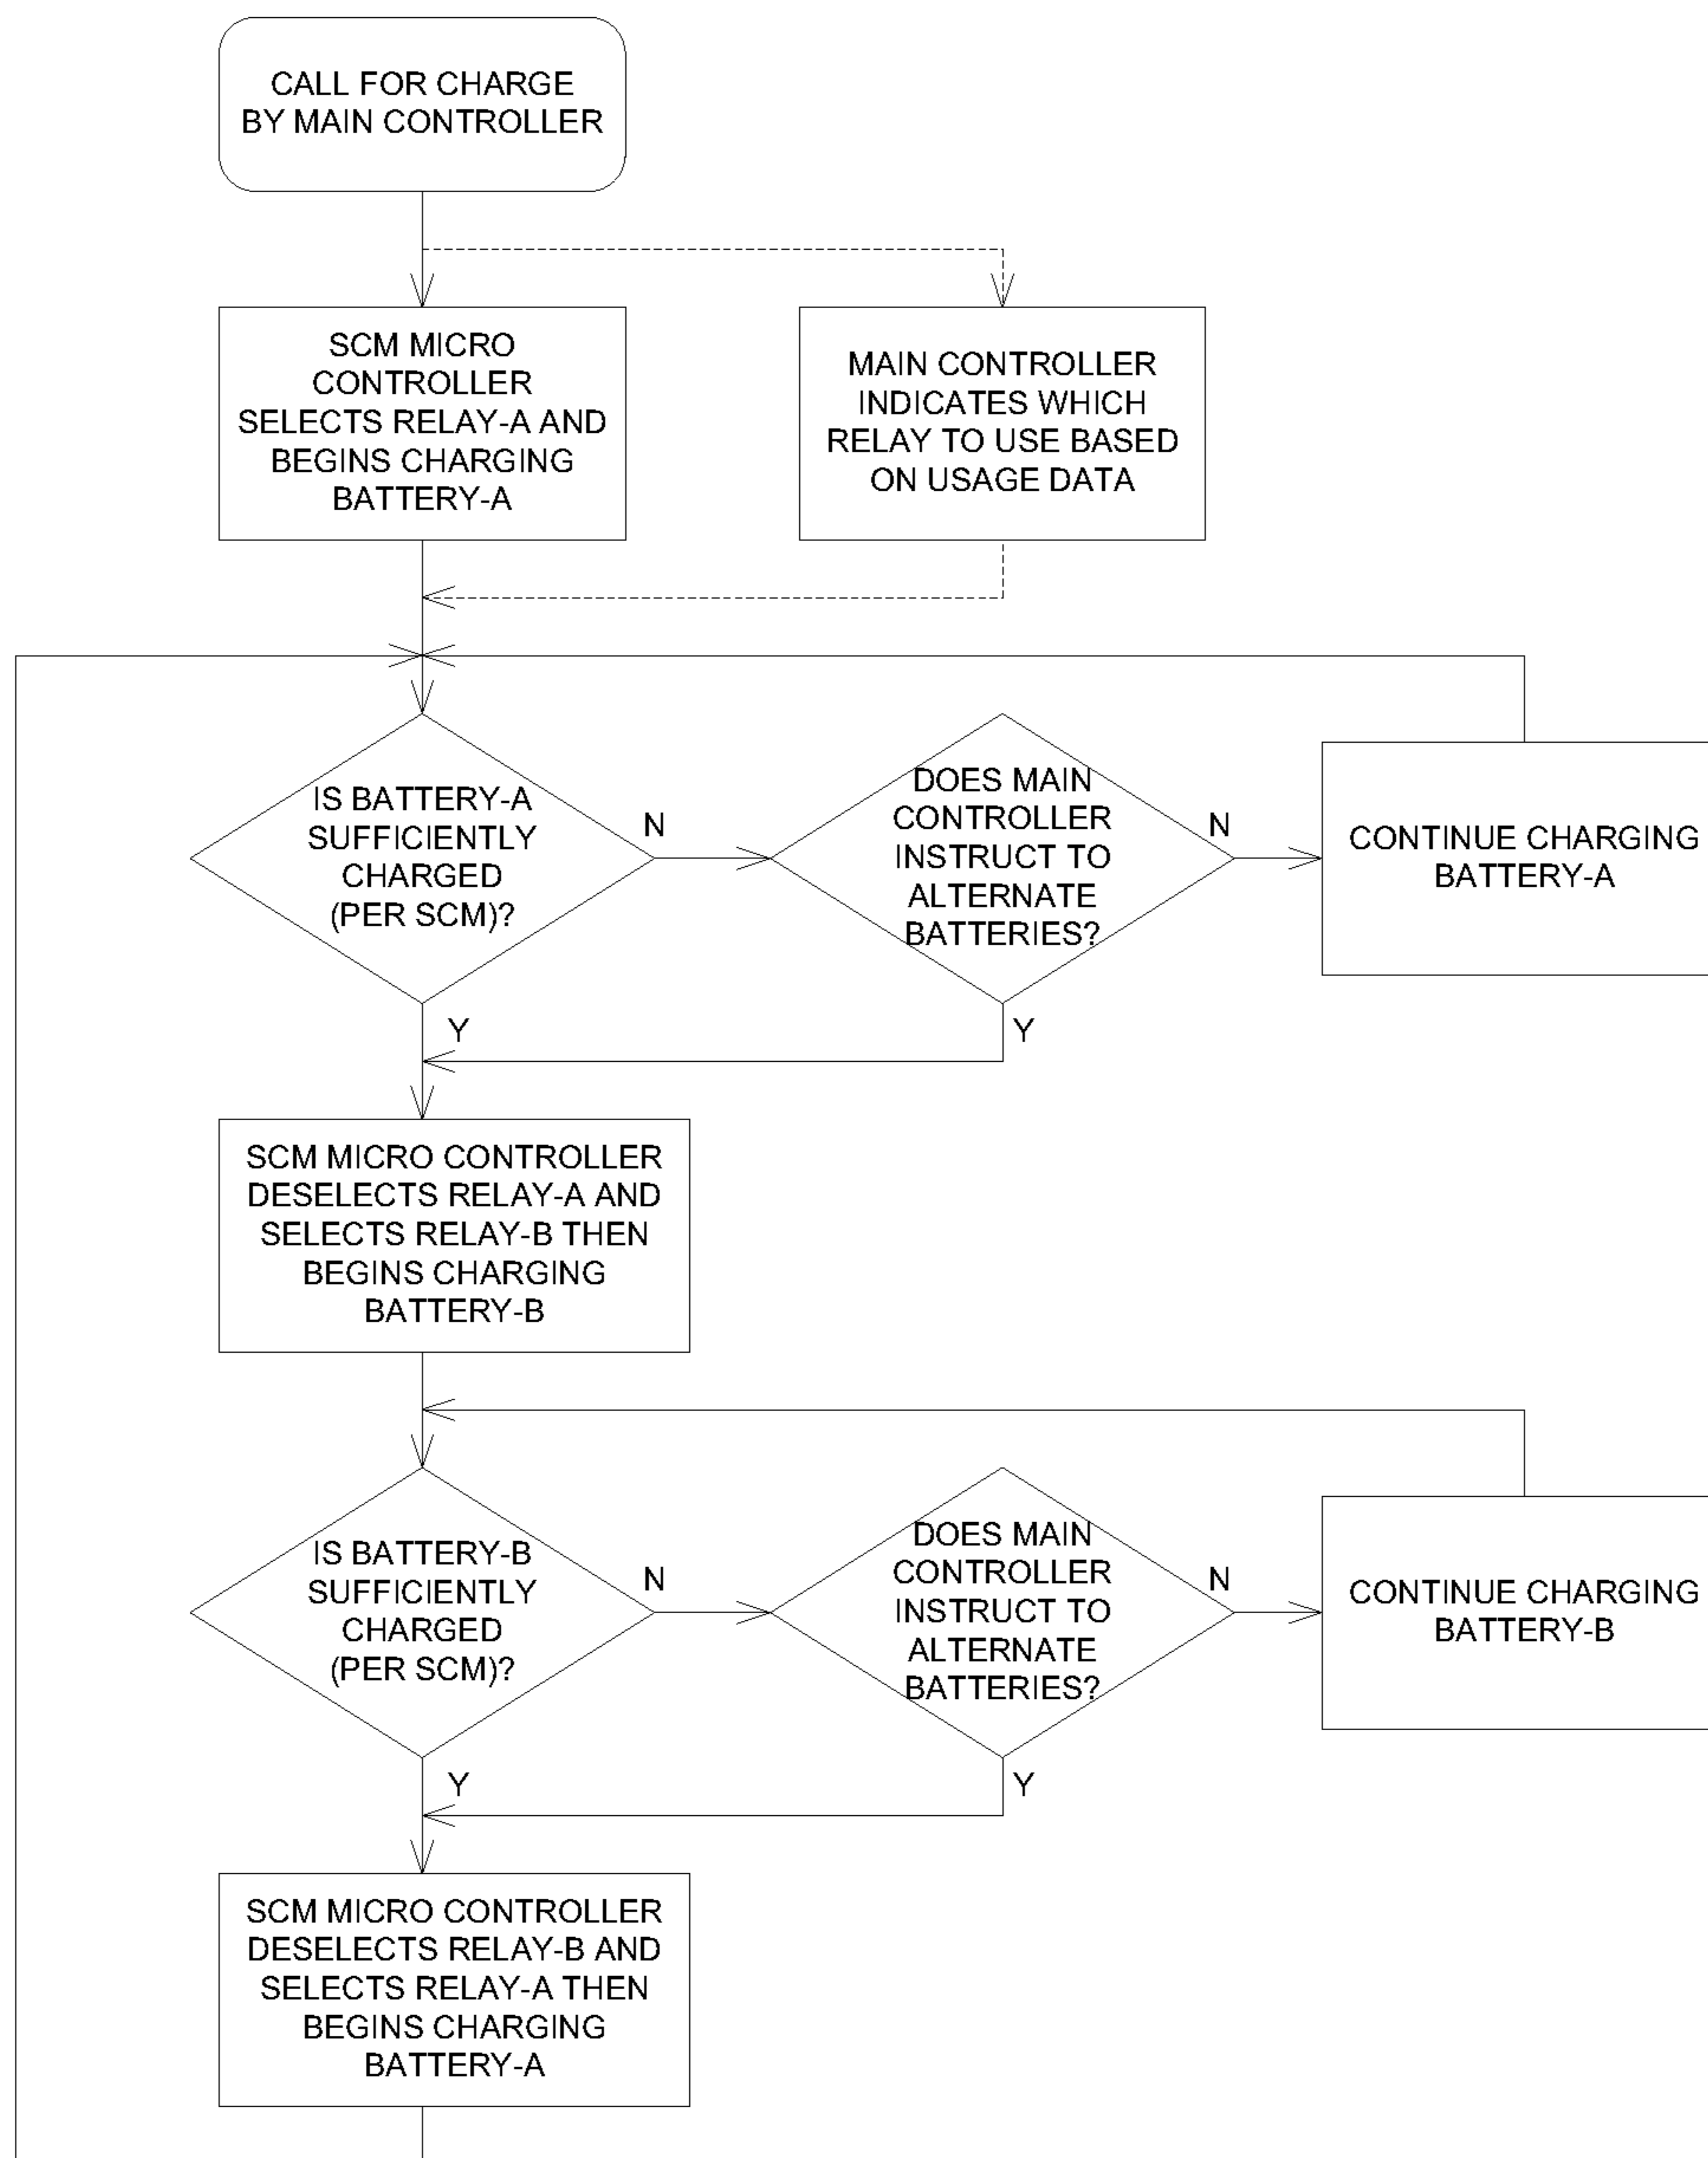 CALL FOR CHARGE
BY MAIN CONTROLLER
SCM MICRO
CONTROLLER
SELECTS RELAY-A AND
BEGINS CHARGING
BATTERY-A
MAIN CONTROLLER
INDICATES WHICH
RELAY TO USE BASED
ON USAGE DATA
IS BATTERY-A
SUFFICIENTLY
CHARGED
(PER SCM)?
N
DOES MAIN
CONTROLLER
INSTRUCT TO
ALTERNATE
BATTERIES?
N
CONTINUE CHARGING
BATTERY-A
Y
Y
SCM MICRO CONTROLLER
DESELECTS RELAY-A AND
SELECTS RELAY-B THEN
BEGINS CHARGING
BATTERY-B
IS BATTERY-B
SUFFICIENTLY
CHARGED
(PER SCM)?
N
DOES MAIN
CONTROLLER
INSTRUCT TO
ALTERNATE
BATTERIES?
N
CONTINUE CHARGING
BATTERY-B
Y
Y
SCM MICRO CONTROLLER
DESELECTS RELAY-B AND
SELECTS RELAY-A THEN
BEGINS CHARGING
BATTERY-A